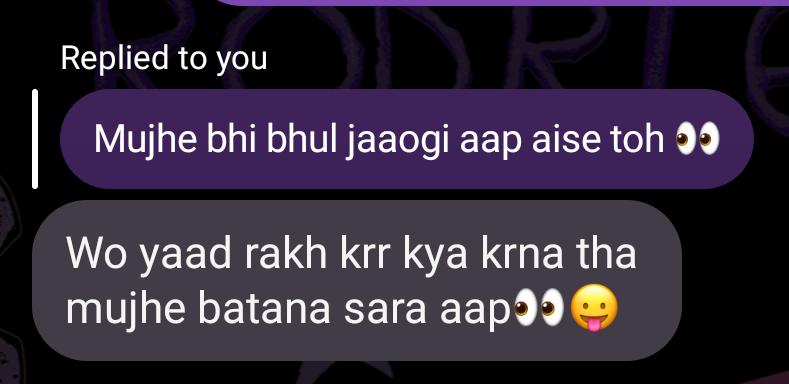 Replied to you
Mujhe bhi bhul jaaogi aap aise toh 👀
Wo yaad rakh krr kya krna tha
mujhe batana sara aap👀😛